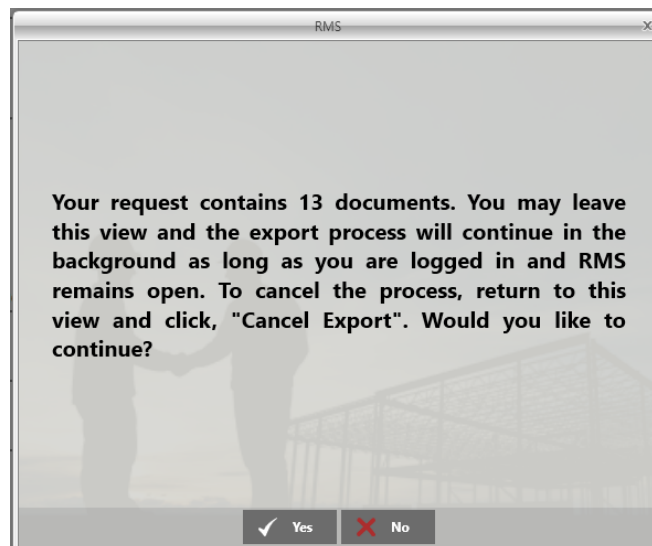 RMS
Your request contains 13 documents. You may leave
this view and the export process will continue in the
background as long as you are logged in and RMS
remains open. To cancel the process, return to this
view and click, "Cancel Export". Would you like to
continue?
Yes No